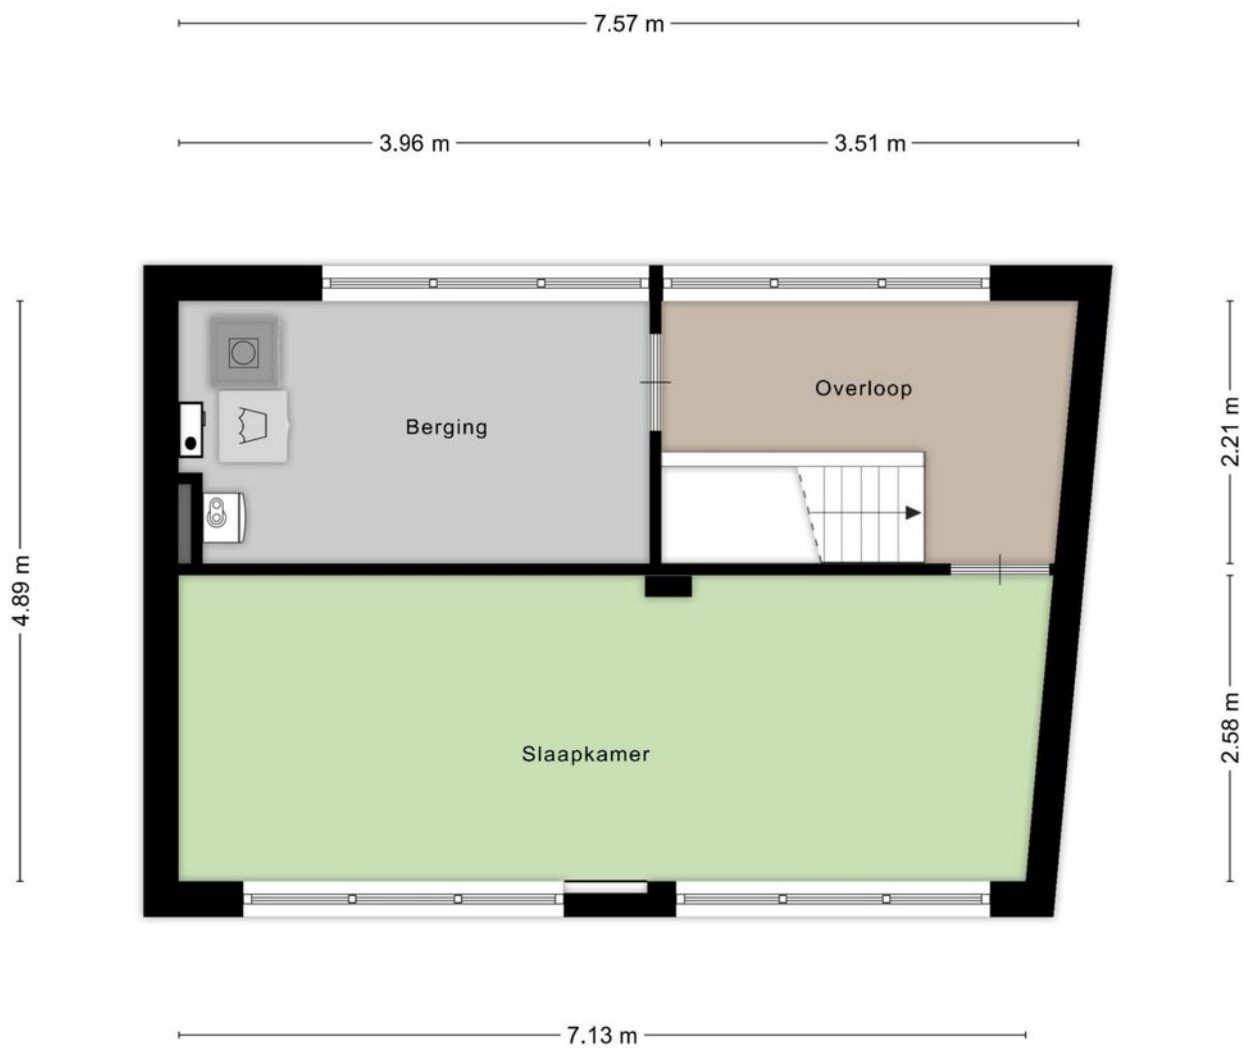 7.57 m
3.96 m
3.51 m
Overloop
Berging
2.21 m
4.89 m
2.58 m
Slaapkamer
7.13 m